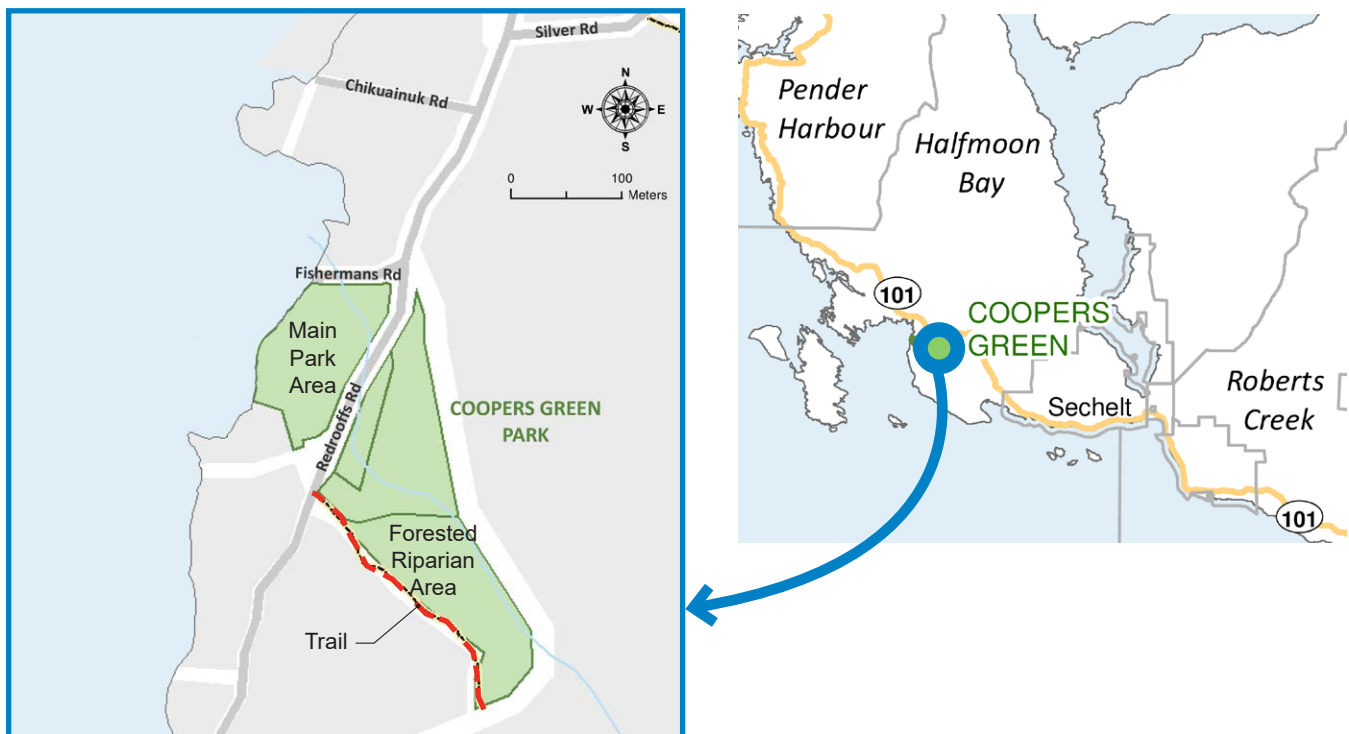 Silver Rd
Chikuainuk Rd
N
W
E
S
0
100
Meters
Fishermans Rd
Main
Park
Area
Redrooffs Rd
COOPERS GREEN
PARK
Forested
Riparian
Area
Trail
Pender
Harbour
Halfmoon
Bay
101
COOPERS
GREEN
Sechelt
Roberts
Creek
101